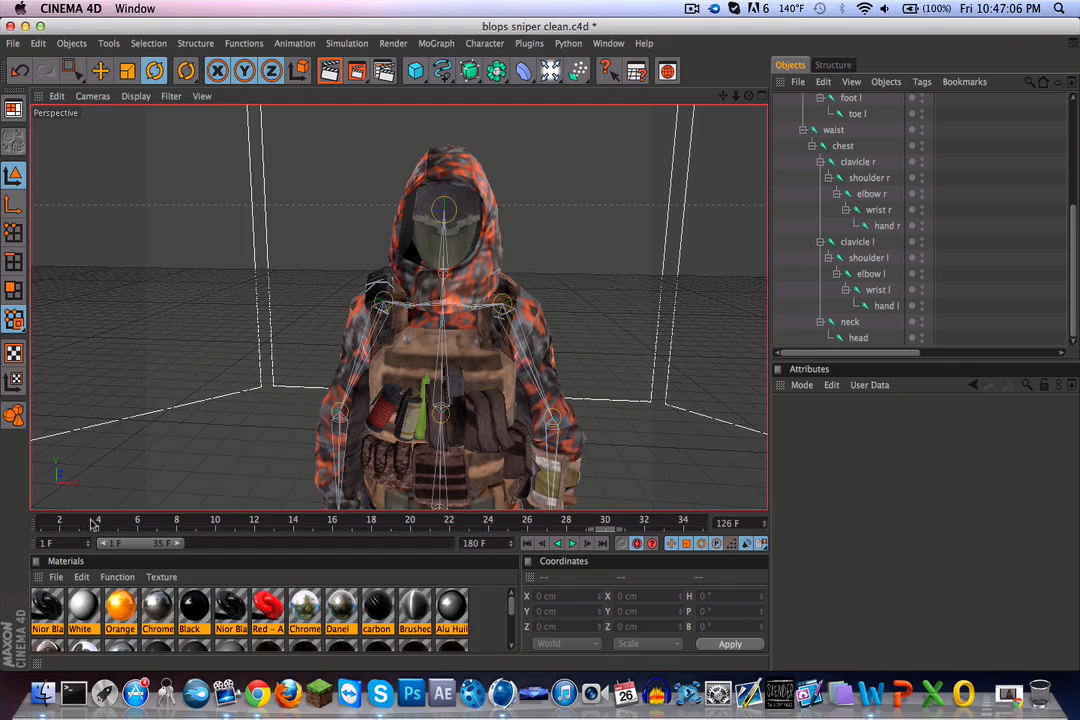 CINEMA 4D Window 6 140°F (100%) Fri 10:47:06 PM
blops sniper clean.c4d *
File Edit Objects Tools Selection Structure Functions Animation Simulation Render MoGraph Character Plugins Python Window Help
X Y Z
Objects Structure
File Edit View Objects Tags Bookmarks
Edit Cameras Display Filter View
Perspective
foot l
toe l
waist
chest
clavicle r
shoulder r
elbow r
wrist r
hand r
clavicle l
shoulder l
elbow l
wrist l
hand l
neck
head
Attributes
Mode Edit User Data
Y
2 4 6 8 10 12 14 16 18 20 22 24 26 28 30 32 34 126 F
1 F 1 F 35 F 180 F
Materials
File Edit Function Texture
Nior Bla White Orange Chrome Black Nior Bla Red - A Chrome Danel carbon Brushec Alu Huil
Coordinates
-- -- --
X 0 cm X 0 cm H 0 °
Y 0 cm Y 0 cm P 0 °
Z 0 cm Z 0 cm B 0 °
World Scale Apply
MAXON
CINEMA 4D
Ps AE 26 SLENDER W P X O